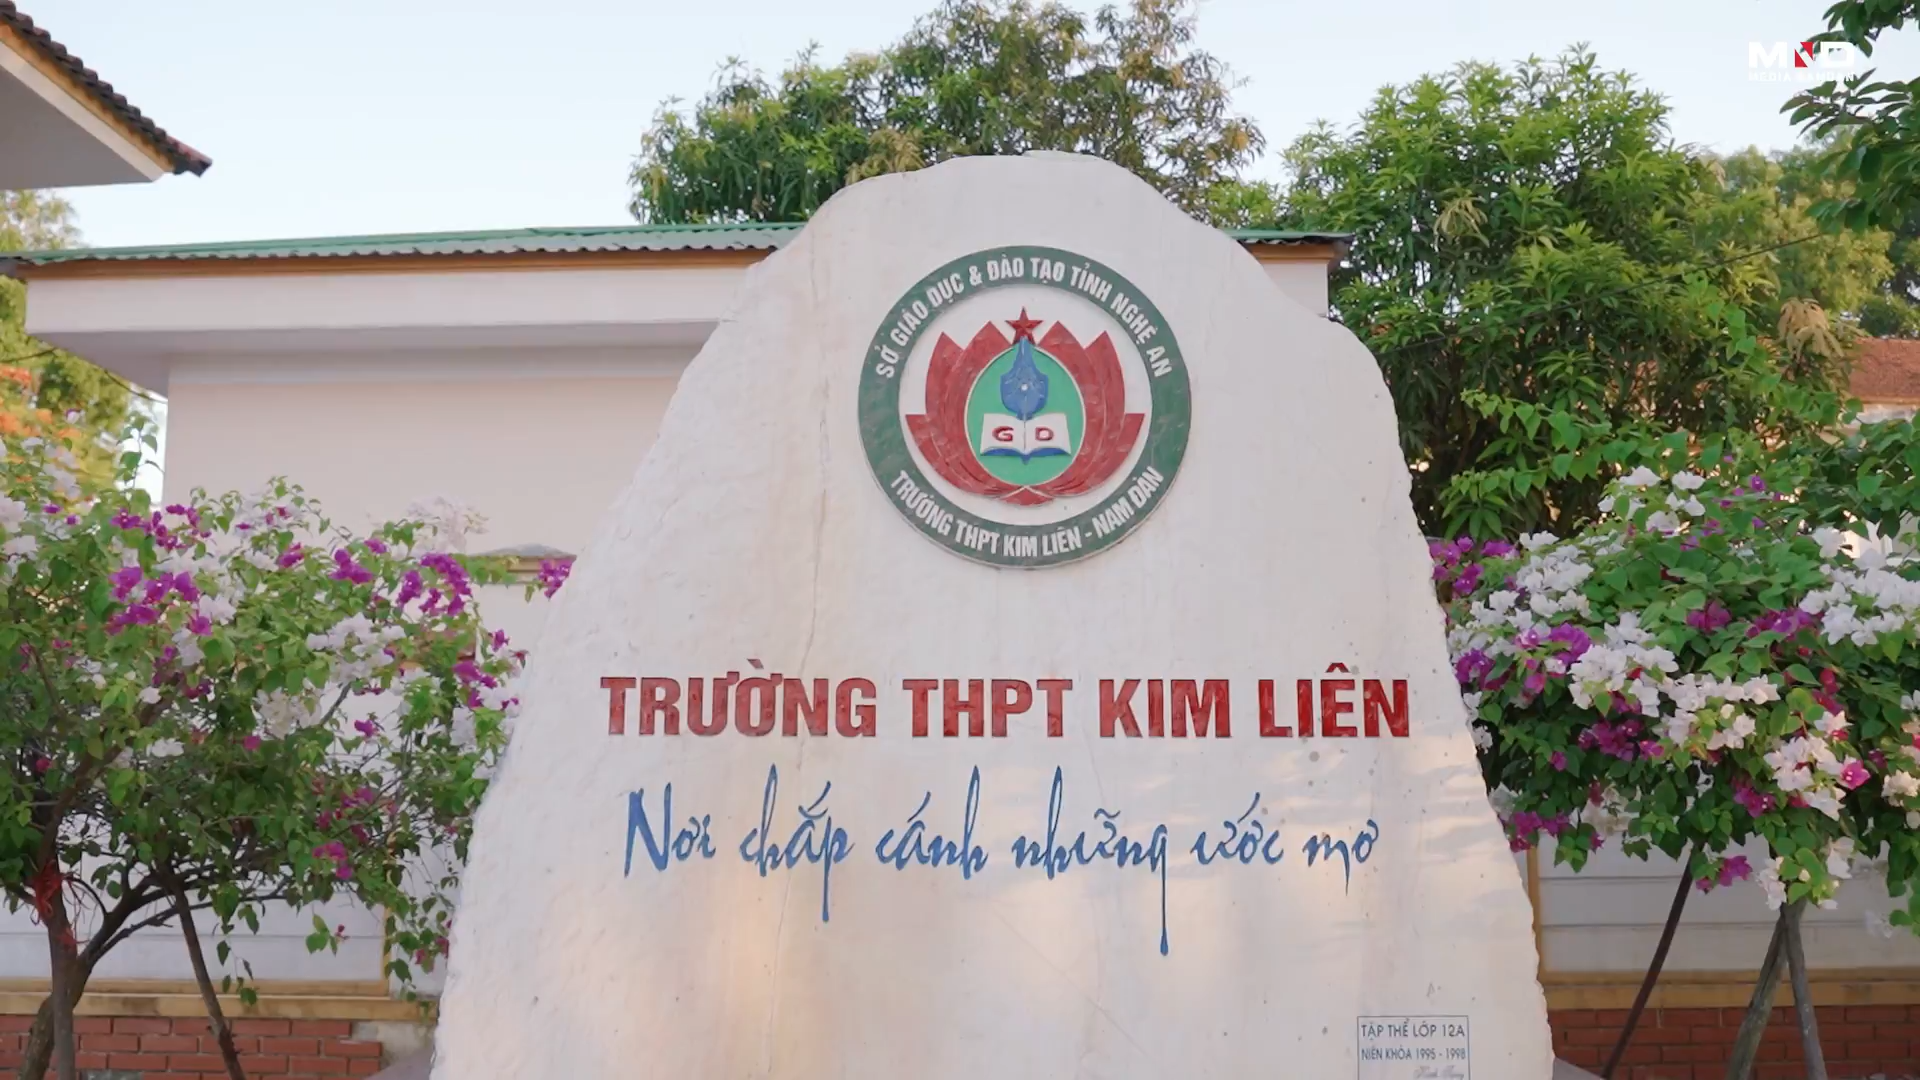 MND
SỞ GIÁO DỤC & ĐÀO TẠO TỈNH NGHỆ AN
G D
TRƯỜNG THPT KIM LIÊN - NAM ĐÀN
TRƯỜNG THPT KIM LIÊN
Nơi chắp cánh những ước mơ
TẬP THỂ LỚP 12A
NIÊN KHÓA 1995 - 1998